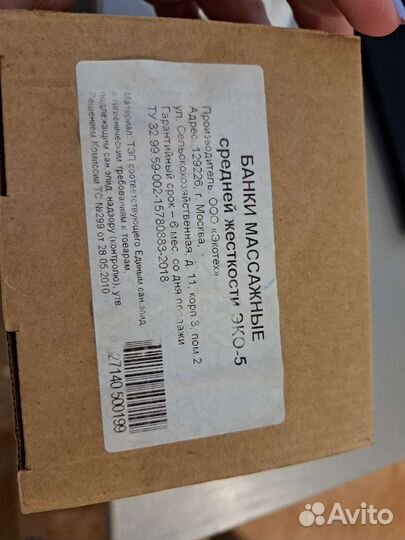 БАНКИ МАССАЖНЫЕ
средней жесткости ЭКО-5
Производитель: ООО «Экотех»
Адрес: 129226, г. Москва,
ул. Сельскохозяйственная, д. 11, корп.3, пом.2
Гарантийный срок – 6 мес. со дня продажи
ТУ 32.99.59-002-15780883-2018
Материал: ТЭП соответствующего Единым сан.эпид.
и гигиеническим требованиям к товарам
подлежащим сан.эпид. надзору (контролю), утв.
Решением Комиссии ТС №299 от 28.05.2010
27140 500199
Avito